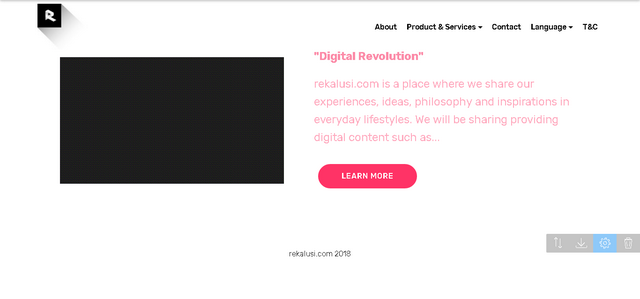 R
About Product & Services Contact Language T&C
"Digital Revolution"
rekalusi.com is a place where we share our
experiences, ideas, philosophy and inspirations in
everyday lifestyles. We will be sharing providing
digital content such as...
LEARN MORE
rekalusi.com 2018